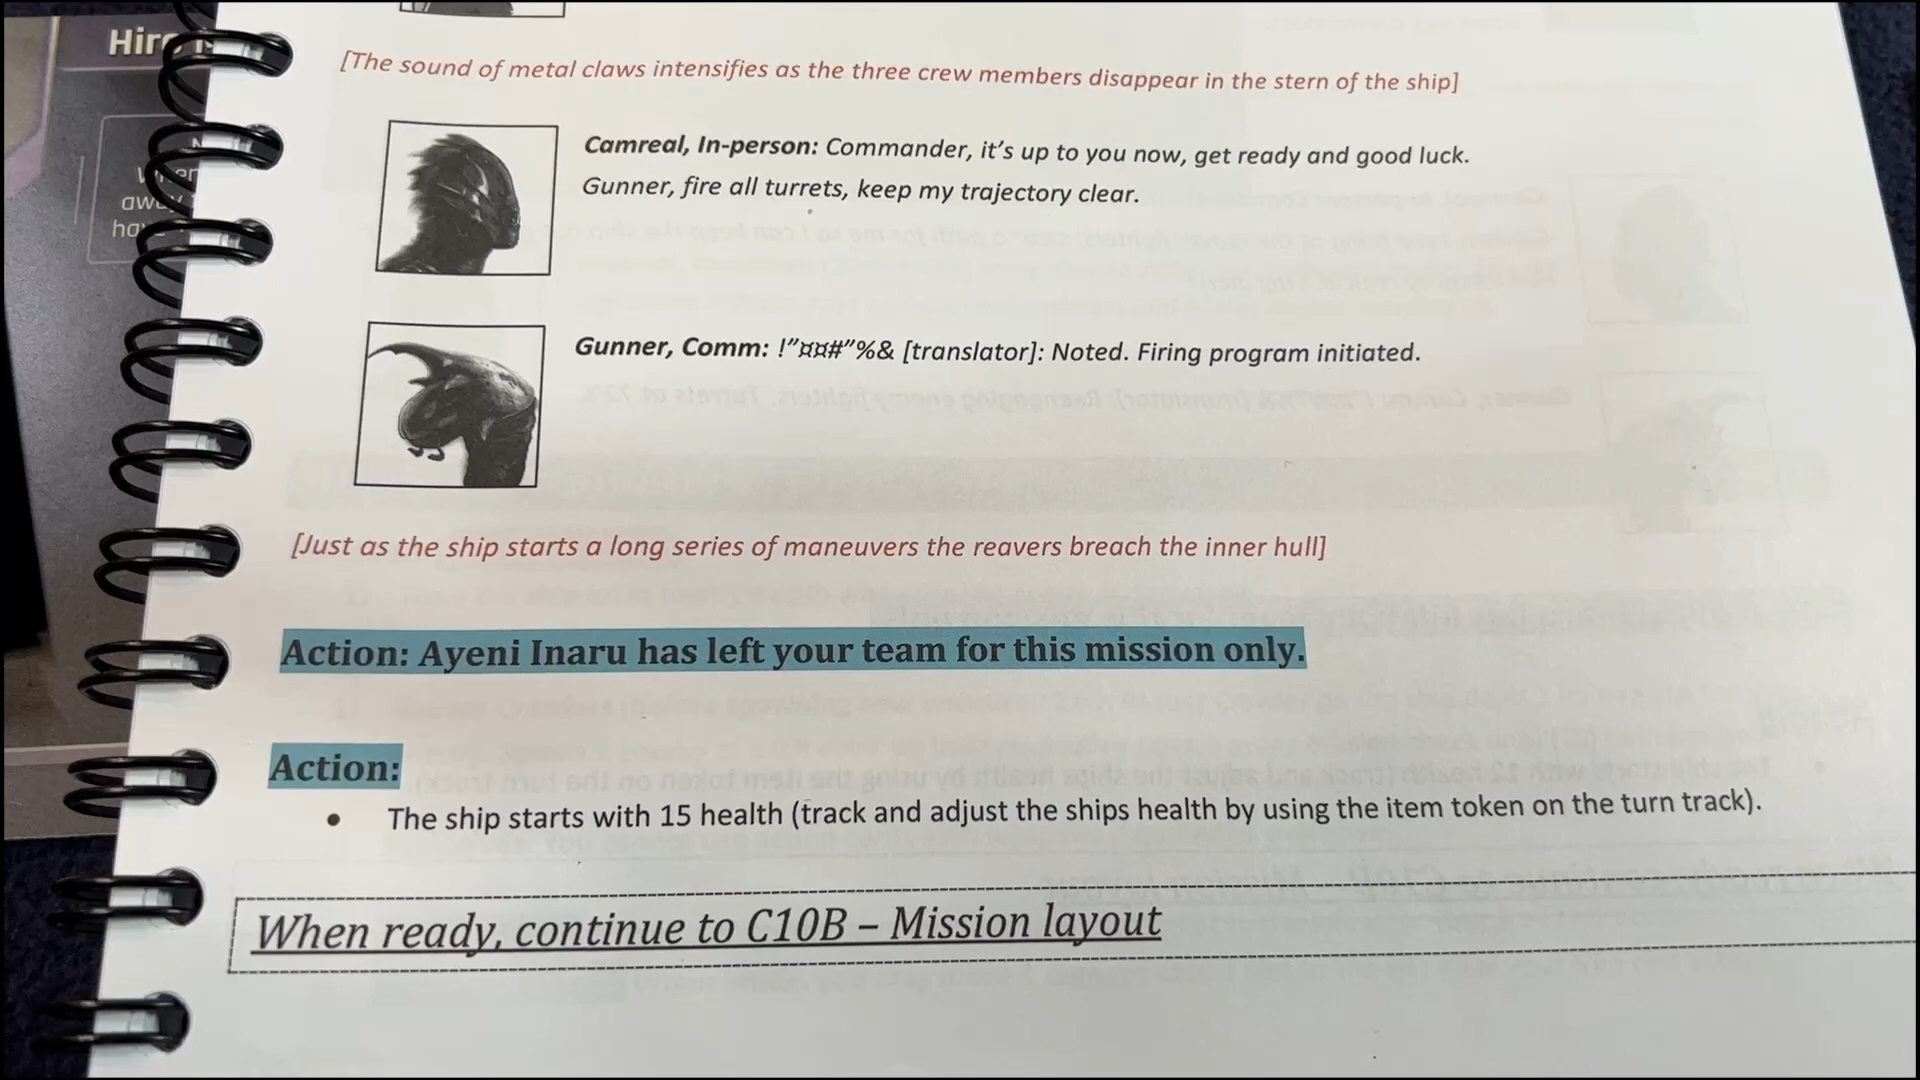 Hiro
[The sound of metal claws intensifies as the three crew members disappear in the stern of the ship]
Camreal, In-person: Commander, it's up to you now, get ready and good luck.
Gunner, fire all turrets, keep my trajectory clear.
Gunner, Comm: !"¤¤#"%& [translator]: Noted. Firing program initiated.
[Just as the ship starts a long series of maneuvers the reavers breach the inner hull]
Action: Ayeni Inaru has left your team for this mission only.
Action:
• The ship starts with 15 health (track and adjust the ships health by using the item token on the turn track).
When ready, continue to C10B – Mission layout